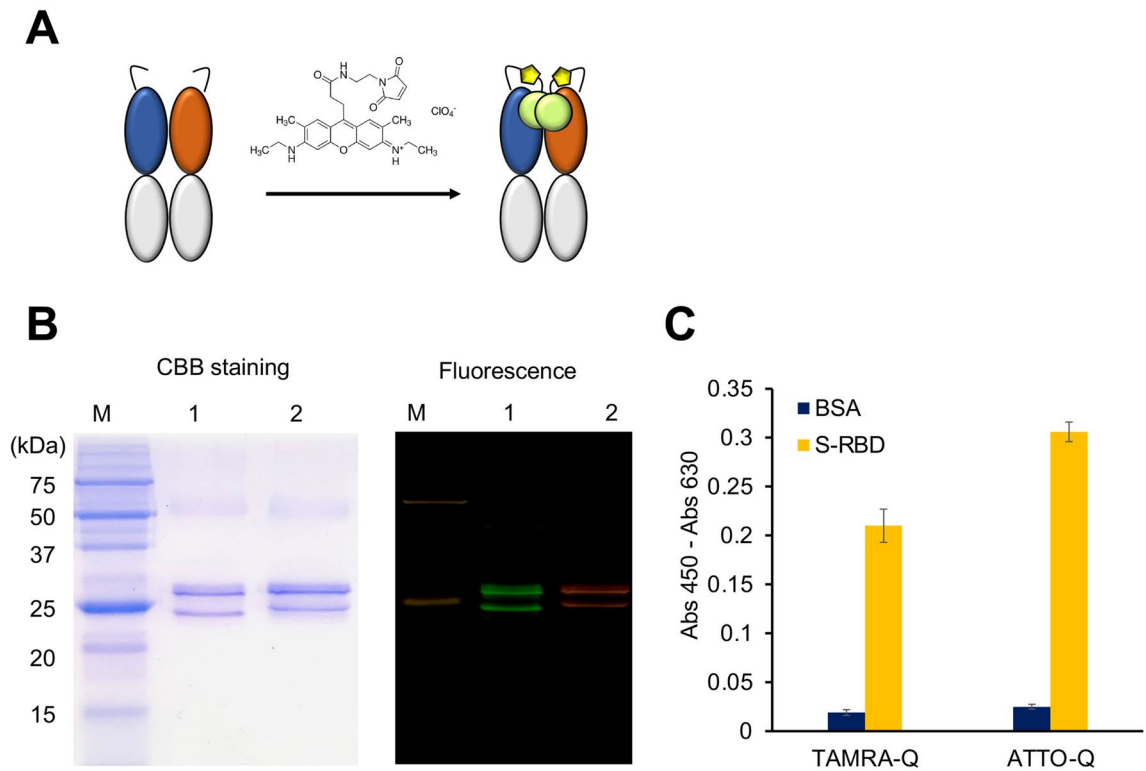 A
O
H
N
O
N
O
O
H₃C
CH₃
ClO₄⁻
H₃C
N
H
O
N⁺
H
CH₃
B
CBB staining
Fluorescence
M 1 2
M 1 2
(kDa)
75
50
37
25
20
15
C
0.35
0.3
0.25
0.2
0.15
0.1
0.05
0
Abs 450 - Abs 630
BSA
S-RBD
TAMRA-Q
ATTO-Q